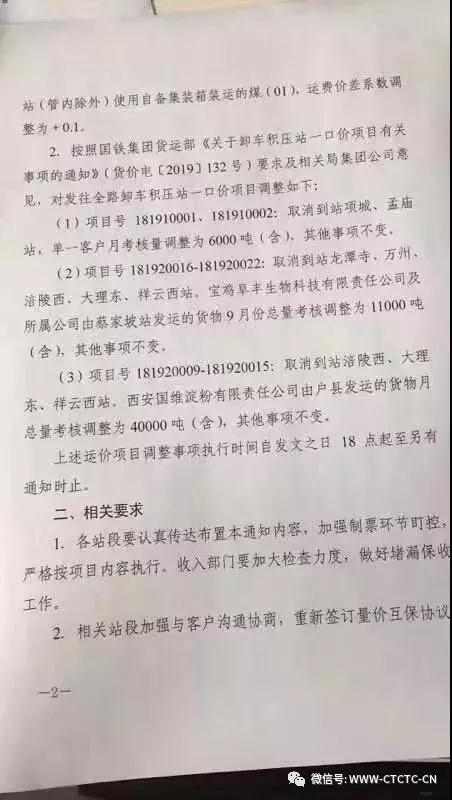 站(管内除外)使用自备集装箱装运的煤(01),运费价差系数调
整为+0.1。
2. 按照国铁集团货运部《关于卸车积压站一口价项目有关
事项的通知》(货价电〔2019〕132号)要求及相关局集团公司意
见,对发往全路卸车积压站一口价项目调整如下:
(1)项目号 181910001、181910002:取消到站项城、孟庙
站,单一客户月考核量调整为6000吨(含),其他事项不变。
(2)项目号 181920016-181920022:取消到站龙潭寺、万州、
涪陵西、大理东、祥云西站。宝鸡阜丰生物科技有限责任公司及
所属公司由蔡家坡站发运的货物9月份总量考核调整为11000吨
(含),其他事项不变。
(3)项目号 181920009-181920015:取消到站涪陵西、大理
东、祥云西站。西安国维淀粉有限责任公司由户县发运的货物月
总量考核调整为40000吨(含),其他事项不变。
上述运价项目调整事项执行时间自发文之日 18 点起至另有
通知时止。
二、相关要求
1. 各站段要认真传达布置本通知内容,加强制票环节盯控,
严格按项目内容执行。收入部门要加大检查力度,做好堵漏保收
工作。
2. 相关站段加强与客户沟通协商,重新签订量价互保协议
—2—
微信号:WWW-CTCTC-CN